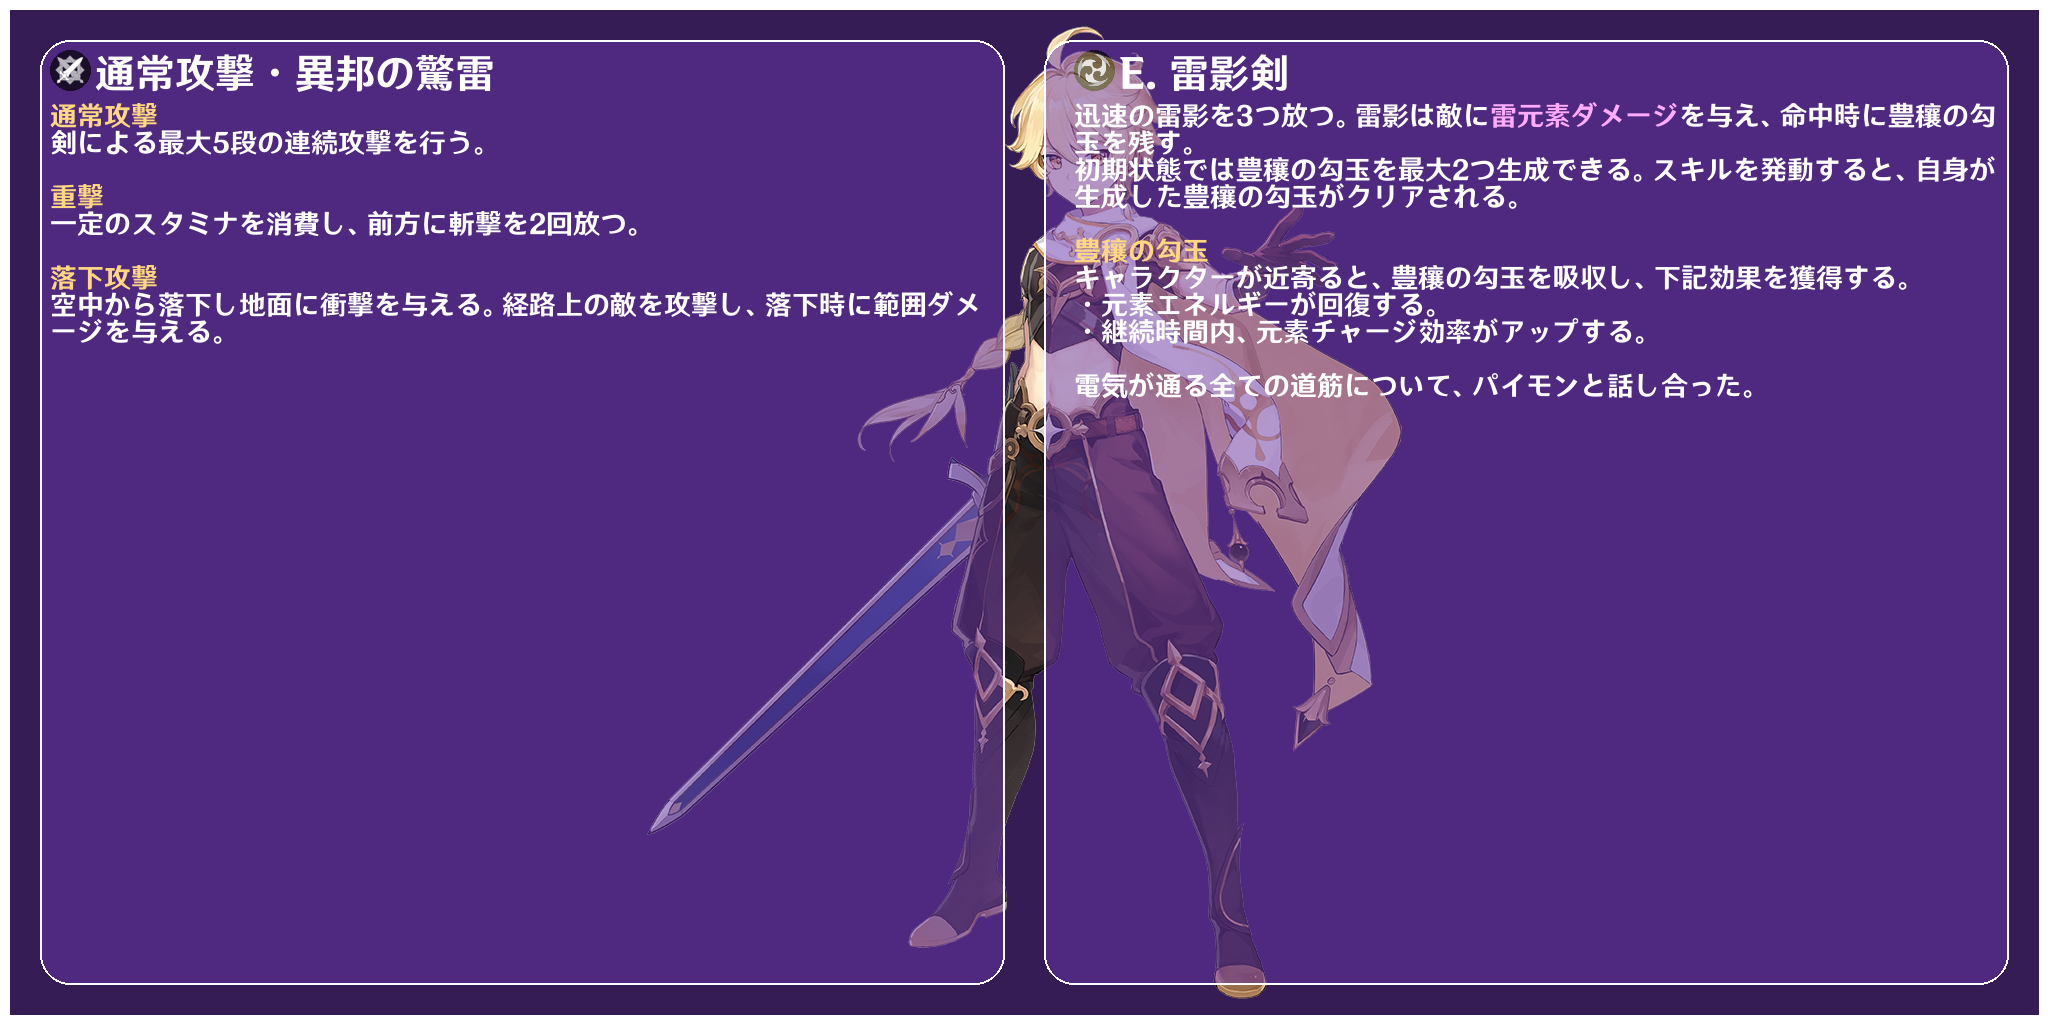 通常攻撃・異邦の驚雷
通常攻撃
剣による最大5段の連続攻撃を行う。
重撃
一定のスタミナを消費し、前方に斬撃を2回放つ。
落下攻撃
空中から落下し地面に衝撃を与える。経路上の敵を攻撃し、落下時に範囲ダメ
ージを与える。
E. 雷影剣
迅速の雷影を3つ放つ。雷影は敵に雷元素ダメージを与え、命中時に豊穣の勾
玉を残す。
初期状態では豊穣の勾玉を最大2つ生成できる。スキルを発動すると、自身が
生成した豊穣の勾玉がクリアされる。
豊穣の勾玉
キャラクターが近寄ると、豊穣の勾玉を吸収し、下記効果を獲得する。
・元素エネルギーが回復する。
・継続時間内、元素チャージ効率がアップする。
電気が通る全ての道筋について、パイモンと話し合った。